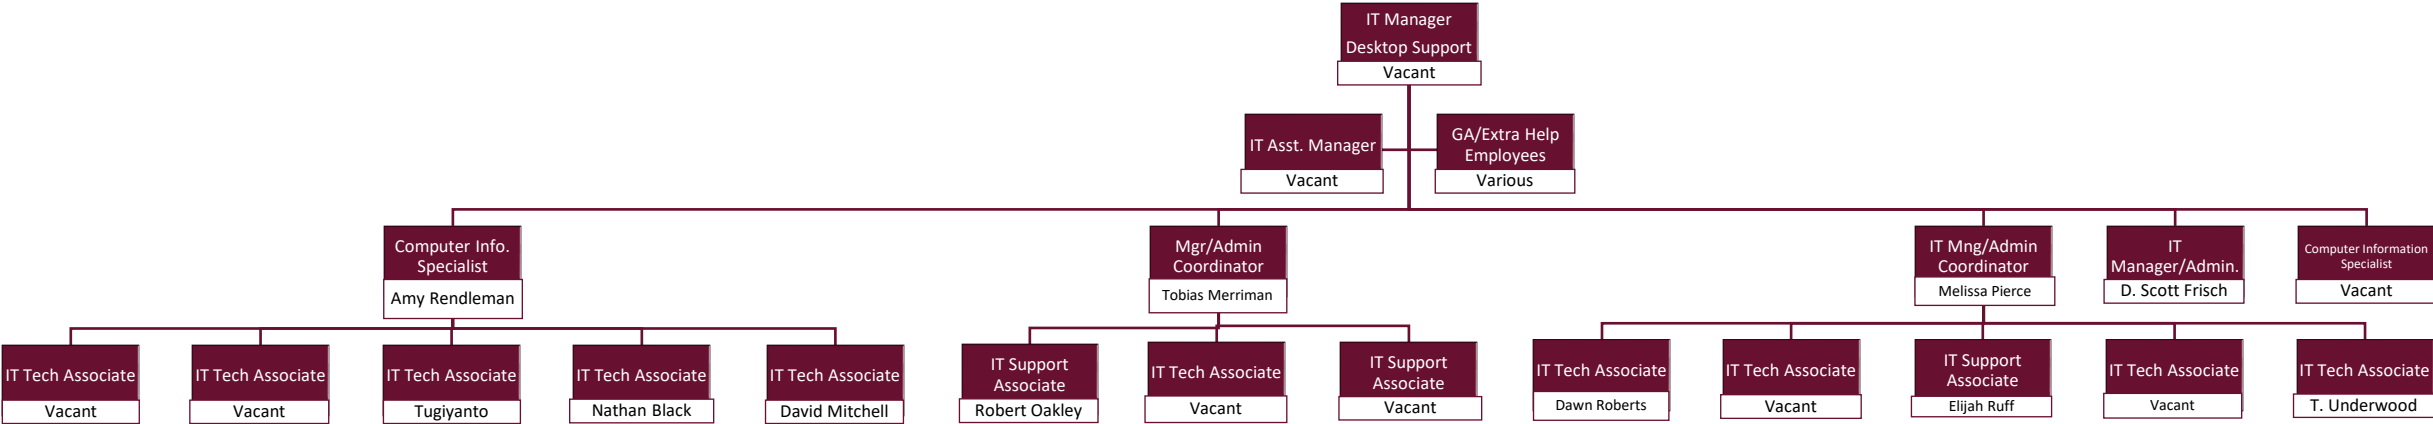 IT Manager
Desktop Support
Vacant
IT Asst. Manager
Vacant
GA/Extra Help
Employees
Various
Computer Info.
Specialist
Amy Rendleman
Mgr/Admin
Coordinator
Tobias Merriman
IT Mng/Admin
Coordinator
Melissa Pierce
IT
Manager/Admin.
D. Scott Frisch
Computer Information
Specialist
Vacant
IT Tech Associate
Vacant
IT Tech Associate
Vacant
IT Tech Associate
Tugiyanto
IT Tech Associate
Nathan Black
IT Tech Associate
David Mitchell
IT Support
Associate
Robert Oakley
IT Tech Associate
Vacant
IT Support
Associate
Vacant
IT Tech Associate
Dawn Roberts
IT Tech Associate
Vacant
IT Support
Associate
Elijah Ruff
IT Tech Associate
Vacant
IT Tech Associate
T. Underwood